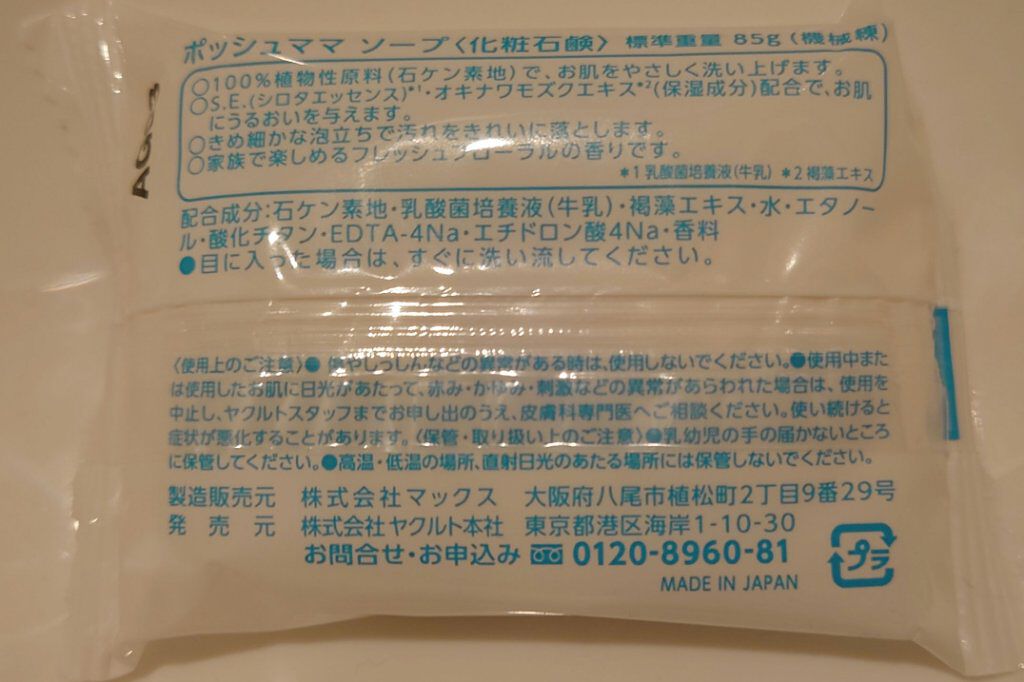 ポッシュママ ソープ〈化粧石鹸〉 標準重量 85g (機械練)
○100%植物性原料(石ケン素地)で、お肌をやさしく洗い上げます。
○S.E.(シロタエッセンス)*¹・オキナワモズクエキス*²(保湿成分)配合で、お肌
にうるおいを与えます。
○きめ細かな泡立ちで汚れをきれいに落とします。
○家族で楽しめるフレッシュフローラルの香りです。
*1 乳酸菌培養液(牛乳) *2 褐藻エキス
配合成分:石ケン素地・乳酸菌培養液(牛乳)・褐藻エキス・水・エタノー
ル・酸化チタン・EDTA-4Na・エチドロン酸4Na・香料
●目に入った場合は、すぐに洗い流してください。
〈使用上のご注意〉● やしっしんなどの異常がある時は、使用しないでください。●使用中また
は使用したお肌に日光があたって、赤み・かゆみ・刺激などの異常があらわれた場合は、使用を
中止し、ヤクルトスタッフまでお申し出のうえ、皮膚科専門医へご相談ください。使い続けると
症状が悪化することがあります。〈保管・取り扱い上のご注意〉●乳幼児の手の届かないところ
に保管してください。●高温・低温の場所、直射日光のあたる場所には保管しないでください。
製造販売元 株式会社マックス 大阪府八尾市植松町2丁目9番29号
発売元 株式会社ヤクルト本社 東京都港区海岸1-10-30
お問合せ・お申込み 0120-8960-81
プラ
MADE IN JAPAN